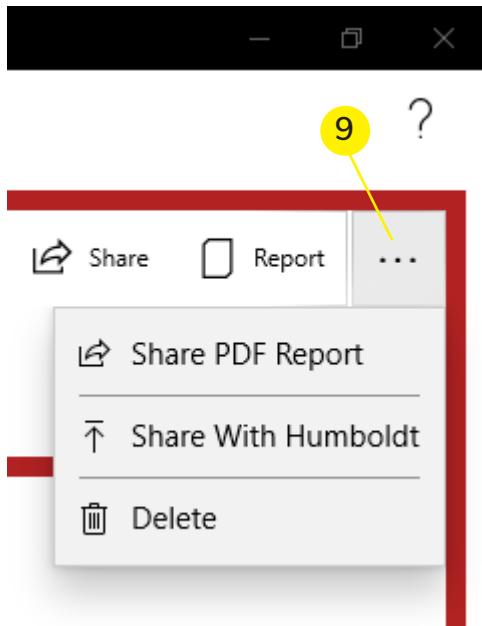 ?
9
Share Report ...
Share PDF Report
Share With Humboldt
Delete